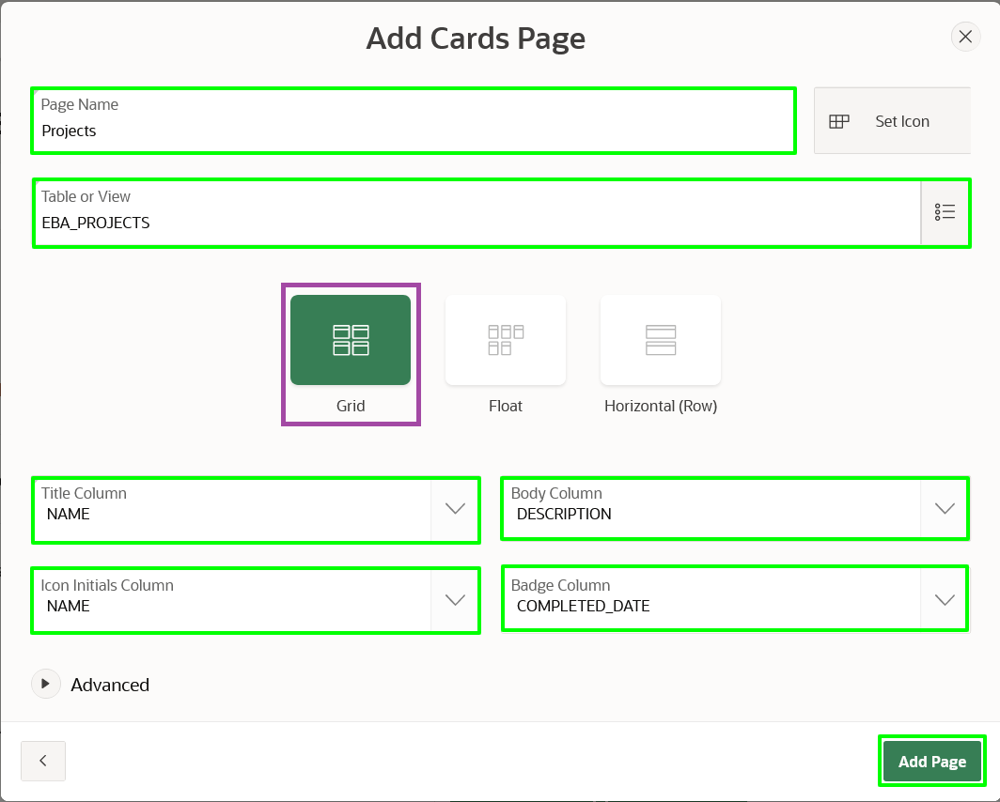 Add Cards Page
Page Name
Projects
Set Icon
Table or View
EBA_PROJECTS
Grid
Float
Horizontal (Row)
Title Column
NAME
Body Column
DESCRIPTION
Icon Initials Column
NAME
Badge Column
COMPLETED_DATE
Advanced
Add Page